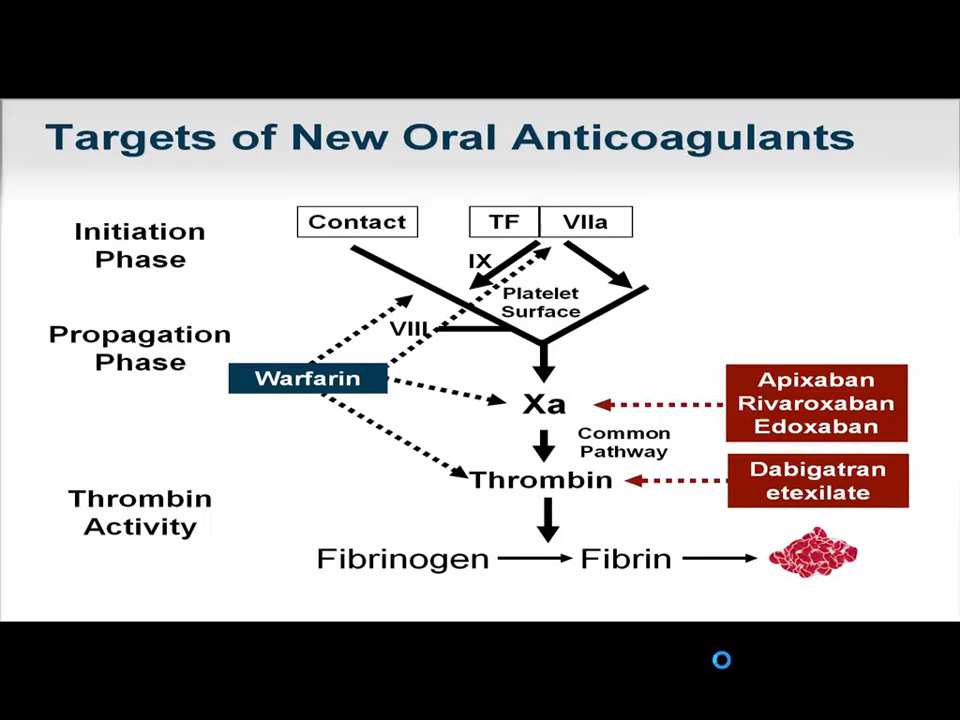 Targets of New Oral Anticoagulants
Initiation
Phase
Contact
TF
VIIa
IX
Platelet
Surface
Propagation
Phase
VIII
Warfarin
Xa
Apixaban
Rivaroxaban
Edoxaban
Common
Pathway
Thrombin
Activity
Thrombin
Dabigatran
etexilate
Fibrinogen
Fibrin